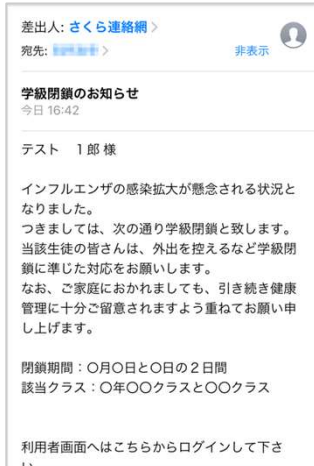 差出人: さくら連絡網
宛先:
非表示
学級閉鎖のお知らせ
今日 16:42
テスト　1郎 様
インフルエンザの感染拡大が懸念される状況と
なりました。
つきましては、次の通り学級閉鎖と致します。
当該生徒の皆さんは、外出を控えるなど学級閉
鎖に準じた対応をお願いします。
なお、ご家庭におかれましても、引き続き健康
管理に十分ご留意されますよう重ねてお願い申
し上げます。
閉鎖期間：〇月〇日と〇日の２日間
該当クラス：〇年〇〇クラスと〇〇クラス
利用者画面へはこちらからログインして下さ